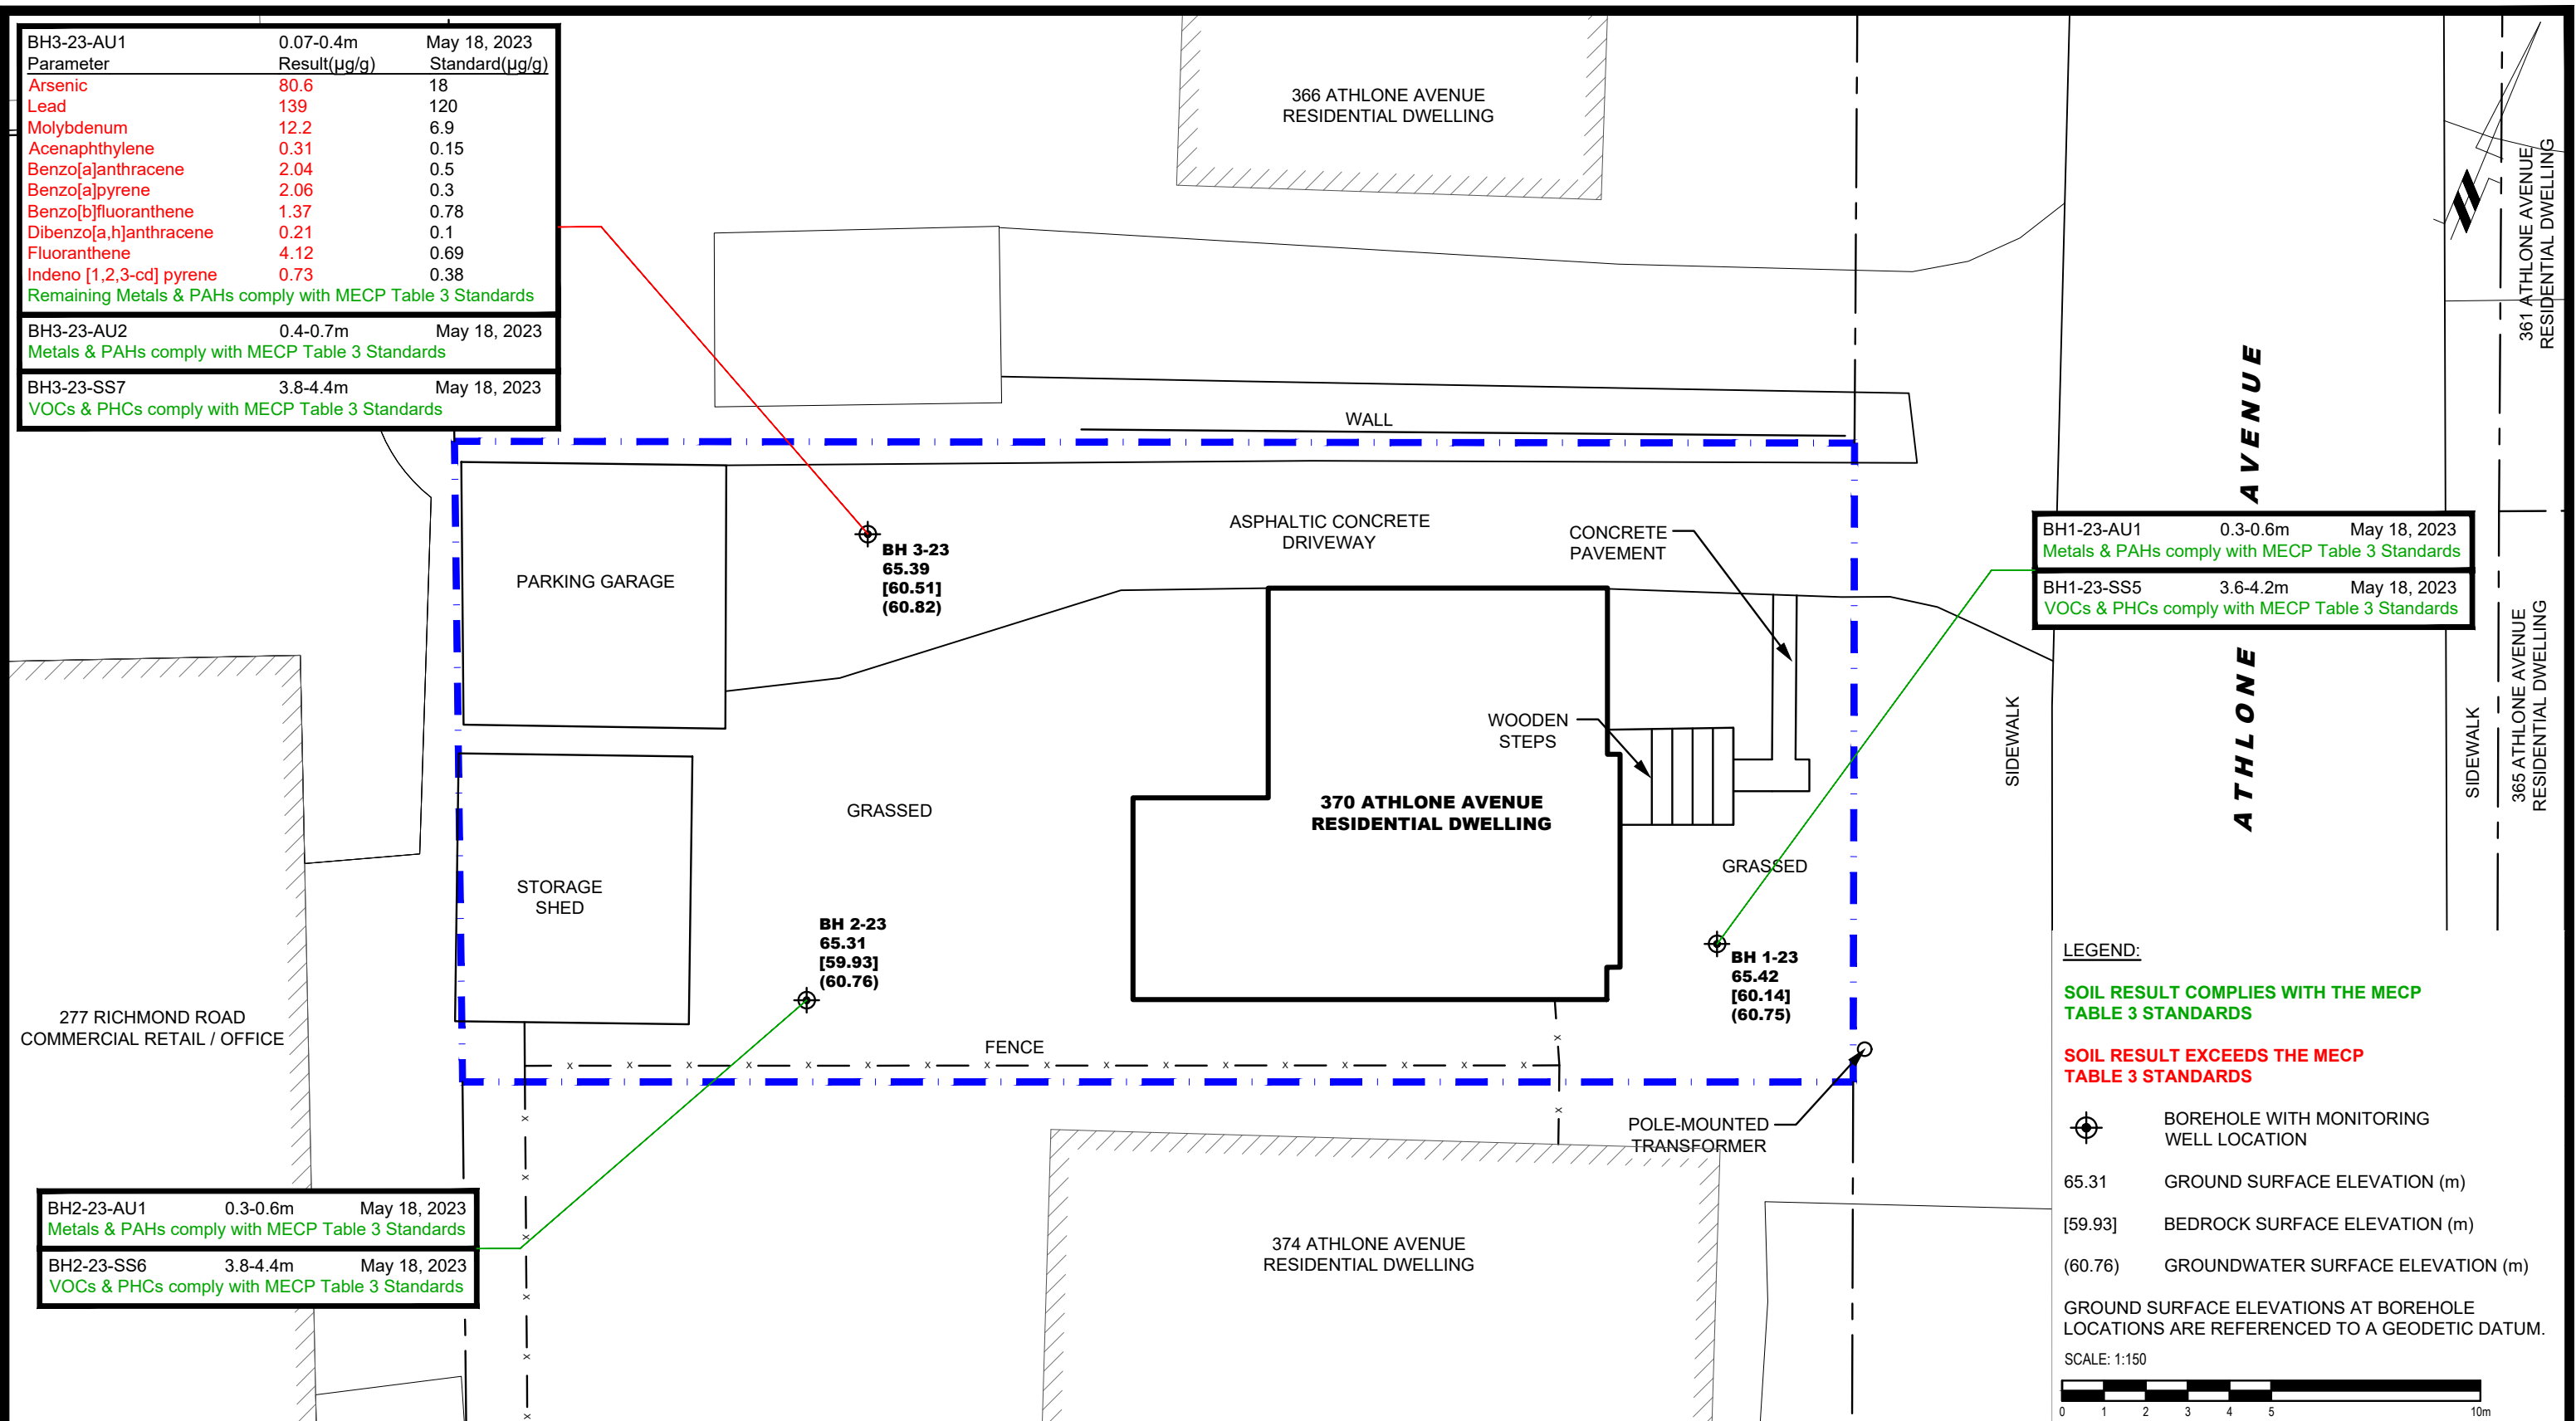 BH3-23-AU1 0.07-0.4m May 18, 2023
Parameter Result(µg/g) Standard(µg/g)
Arsenic 80.6 18
Lead 139 120
Molybdenum 12.2 6.9
Acenaphthylene 0.31 0.15
Benzo[a]anthracene 2.04 0.5
Benzo[a]pyrene 2.06 0.3
Benzo[b]fluoranthene 1.37 0.78
Dibenzo[a,h]anthracene 0.21 0.1
Fluoranthene 4.12 0.69
Indeno [1,2,3-cd] pyrene 0.73 0.38
Remaining Metals & PAHs comply with MECP Table 3 Standards
BH3-23-AU2 0.4-0.7m May 18, 2023
Metals & PAHs comply with MECP Table 3 Standards
BH3-23-SS7 3.8-4.4m May 18, 2023
VOCs & PHCs comply with MECP Table 3 Standards
366 ATHLONE AVENUE
RESIDENTIAL DWELLING
361 ATHLONE AVENUE
RESIDENTIAL DWELLING
WALL
ASPHALTIC CONCRETE
DRIVEWAY
CONCRETE
PAVEMENT
PARKING GARAGE
BH 3-23
65.39
[60.51]
(60.82)
BH1-23-AU1 0.3-0.6m May 18, 2023
Metals & PAHs comply with MECP Table 3 Standards
BH1-23-SS5 3.6-4.2m May 18, 2023
VOCs & PHCs comply with MECP Table 3 Standards
ATHLONE AVENUE
SIDEWALK
SIDEWALK
365 ATHLONE AVENUE
RESIDENTIAL DWELLING
WOODEN
STEPS
370 ATHLONE AVENUE
RESIDENTIAL DWELLING
GRASSED
GRASSED
STORAGE
SHED
BH 2-23
65.31
[59.93]
(60.76)
BH 1-23
65.42
[60.14]
(60.75)
277 RICHMOND ROAD
COMMERCIAL RETAIL / OFFICE
FENCE
POLE-MOUNTED
TRANSFORMER
BH2-23-AU1 0.3-0.6m May 18, 2023
Metals & PAHs comply with MECP Table 3 Standards
BH2-23-SS6 3.8-4.4m May 18, 2023
VOCs & PHCs comply with MECP Table 3 Standards
374 ATHLONE AVENUE
RESIDENTIAL DWELLING
LEGEND:
SOIL RESULT COMPLIES WITH THE MECP
TABLE 3 STANDARDS
SOIL RESULT EXCEEDS THE MECP
TABLE 3 STANDARDS
BOREHOLE WITH MONITORING
WELL LOCATION
65.31 GROUND SURFACE ELEVATION (m)
[59.93] BEDROCK SURFACE ELEVATION (m)
(60.76) GROUNDWATER SURFACE ELEVATION (m)
GROUND SURFACE ELEVATIONS AT BOREHOLE
LOCATIONS ARE REFERENCED TO A GEODETIC DATUM.
SCALE: 1:150
0 1 2 3 4 5 10m